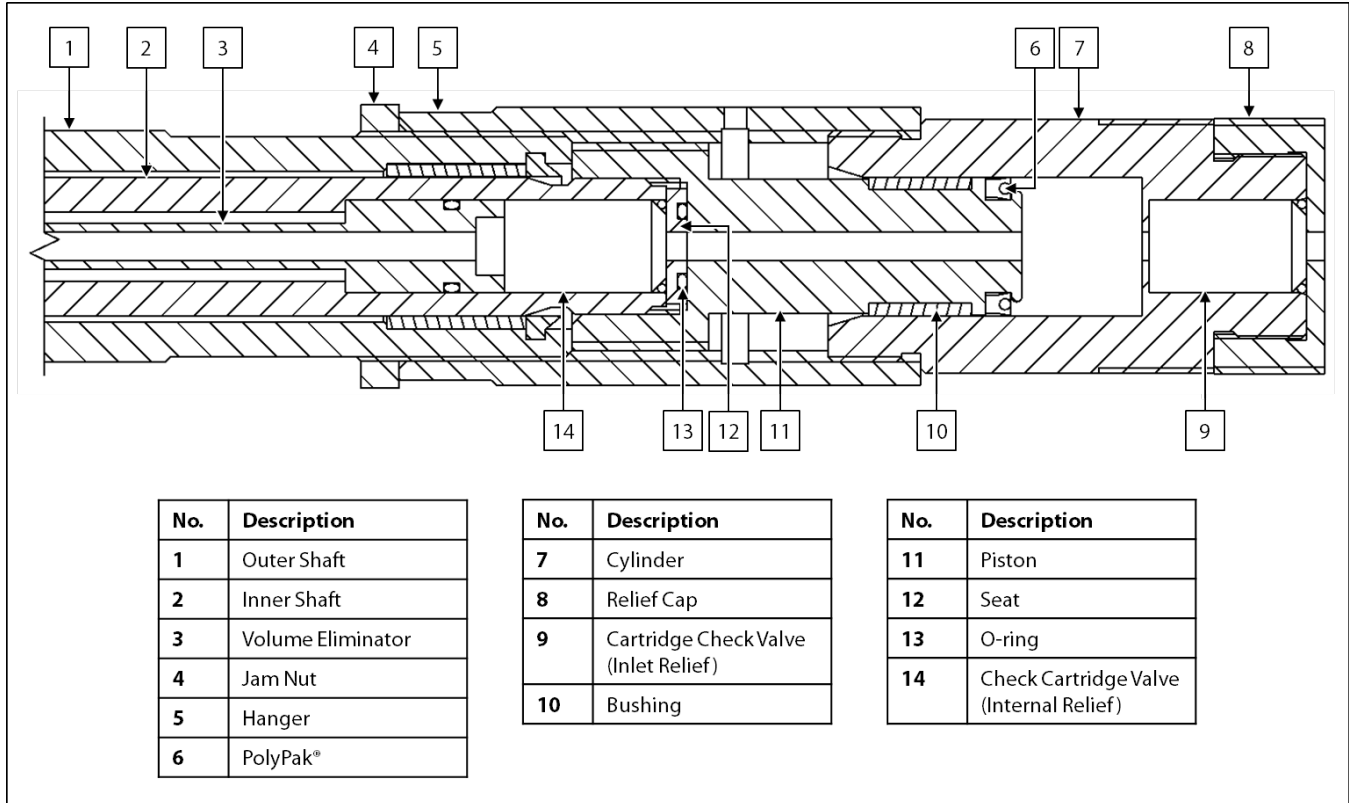 1 2 3 4 5 6 7 8
14 13 12 11 10 9
No. Description
1 Outer Shaft
2 Inner Shaft
3 Volume Eliminator
4 Jam Nut
5 Hanger
6 PolyPak®
No. Description
7 Cylinder
8 Relief Cap
9 Cartridge Check Valve
(Inlet Relief)
10 Bushing
No. Description
11 Piston
12 Seat
13 O-ring
14 Check Cartridge Valve
(Internal Relief)